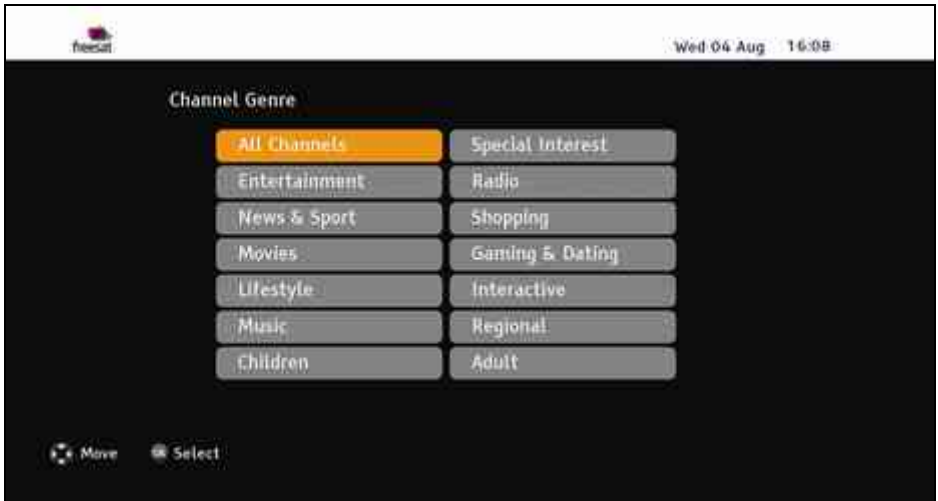 freesat
Wed 04 Aug 16:08
Channel Genre
All Channels Special Interest
Entertainment Radio
News & Sport Shopping
Movies Gaming & Dating
Lifestyle Interactive
Music Regional
Children Adult
Move OK Select